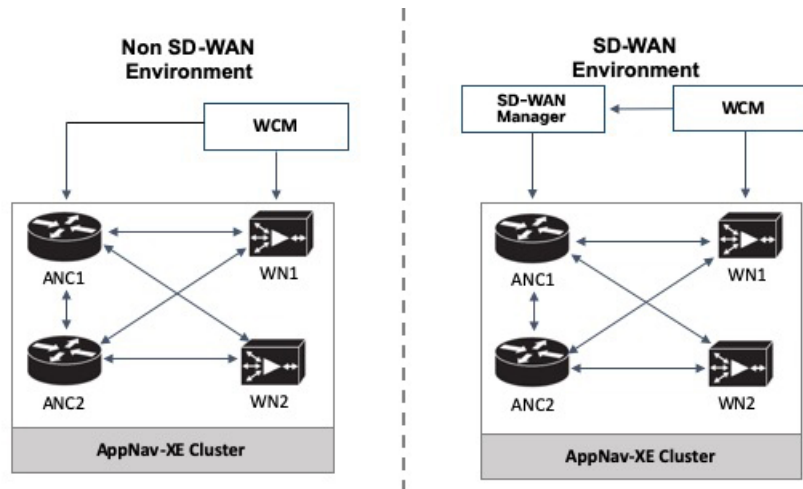 Non SD-WAN
Environment
WCM
ANC1
WN1
ANC2
WN2
AppNav-XE Cluster
SD-WAN
Environment
SD-WAN
Manager
WCM
ANC1
WN1
ANC2
WN2
AppNav-XE Cluster